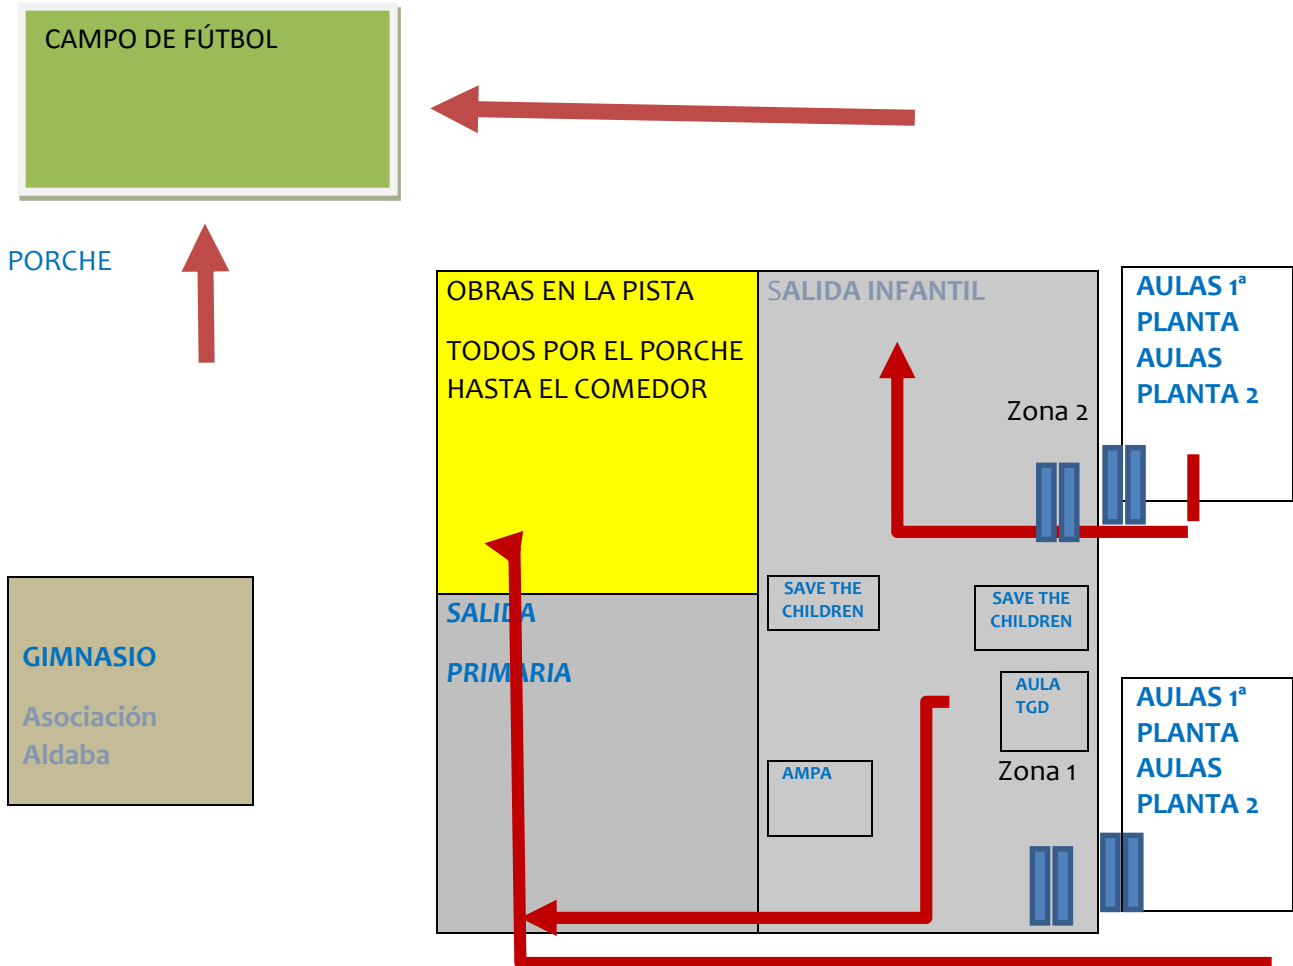 CAMPO DE FÚTBOL
PORCHE
OBRAS EN LA PISTA
TODOS POR EL PORCHE
HASTA EL COMEDOR
SALIDA INFANTIL
Zona 2
AULAS 1ª
PLANTA
AULAS
PLANTA 2
GIMNASIO
Asociación
Aldaba
SALIDA
PRIMARIA
SAVE THE
CHILDREN
SAVE THE
CHILDREN
AULA
TGD
Zona 1
AMPA
AULAS 1ª
PLANTA
AULAS
PLANTA 2